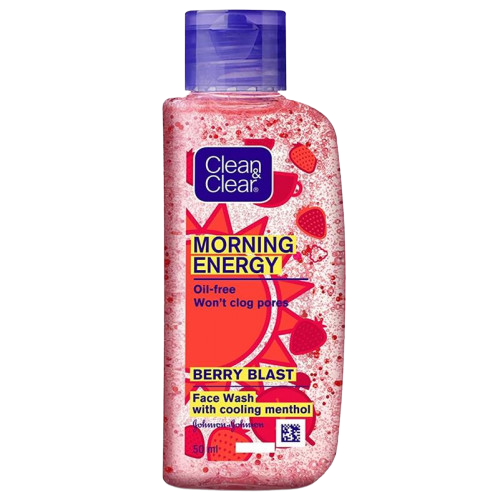 Clean &
Clear®
MORNING
ENERGY
Oil-free
Won't clog pores
BERRY BLAST
Face Wash
with cooling menthol
Johnson & Johnson
50 ml